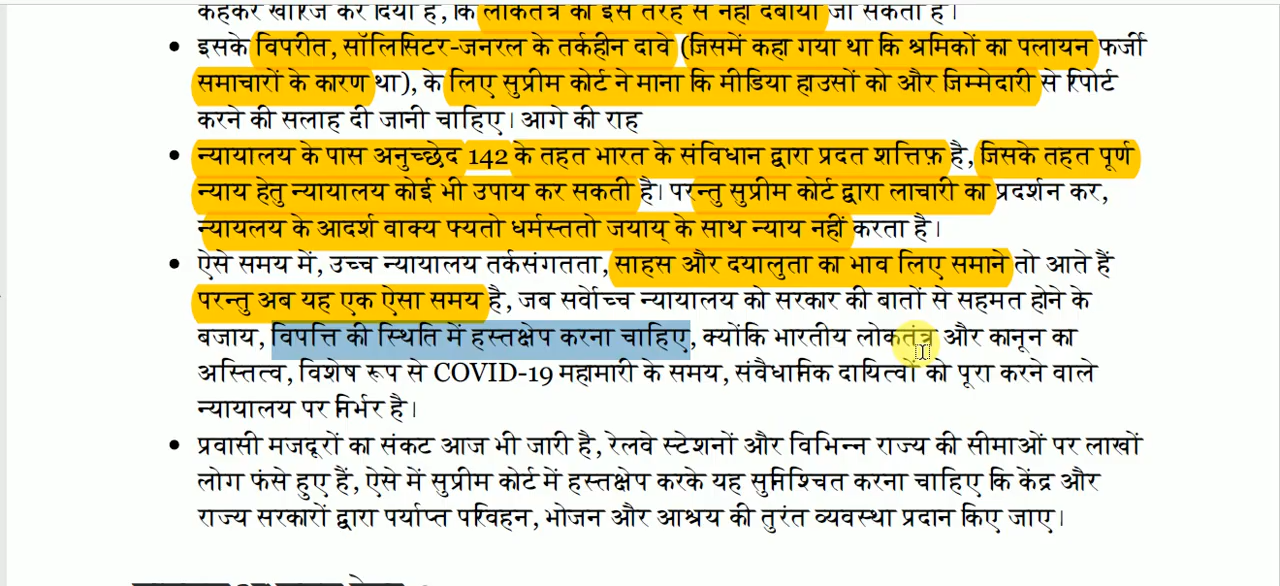 कहकर खारिज कर दिया है, कि लोकतंत्र को इस तरह से नहीं दबाया जा सकता है।
इसके विपरीत, सॉलिसिटर-जनरल के तर्कहीन दावे (जिसमें कहा गया था कि श्रमिकों का पलायन फर्जी
समाचारों के कारण था), के लिए सुप्रीम कोर्ट ने माना कि मीडिया हाउसों को और जिम्मेदारी से रिपोर्ट
करने की सलाह दी जानी चाहिए। आगे की राह
न्यायालय के पास अनुच्छेद 142 के तहत भारत के संविधान द्वारा प्रदत शक्तिफ़ है, जिसके तहत पूर्ण
न्याय हेतु न्यायालय कोई भी उपाय कर सकती है। परन्तु सुप्रीम कोर्ट द्वारा लाचारी का प्रदर्शन कर,
न्यायलय के आदर्श वाक्य फ्यतो धर्मस्ततो जयाय् के साथ न्याय नहीं करता है।
ऐसे समय में, उच्च न्यायालय तर्कसंगतता, साहस और दयालुता का भाव लिए समाने तो आते हैं
परन्तु अब यह एक ऐसा समय है, जब सर्वोच्च न्यायालय को सरकार की बातों से सहमत होने के
बजाय, विपत्ति की स्थिति में हस्तक्षेप करना चाहिए, क्योंकि भारतीय लोकतंत्र और कानून का
अस्तित्व, विशेष रूप से COVID-19 महामारी के समय, संवैधानिक दायित्वों को पूरा करने वाले
न्यायालय पर निर्भर है।
प्रवासी मजदूरों का संकट आज भी जारी है, रेलवे स्टेशनों और विभिन्न राज्य की सीमाओं पर लाखों
लोग फंसे हुए हैं, ऐसे में सुप्रीम कोर्ट में हस्तक्षेप करके यह सुनिश्चित करना चाहिए कि केंद्र और
राज्य सरकारों द्वारा पर्याप्त परिवहन, भोजन और आश्रय की तुरंत व्यवस्था प्रदान किए जाए।